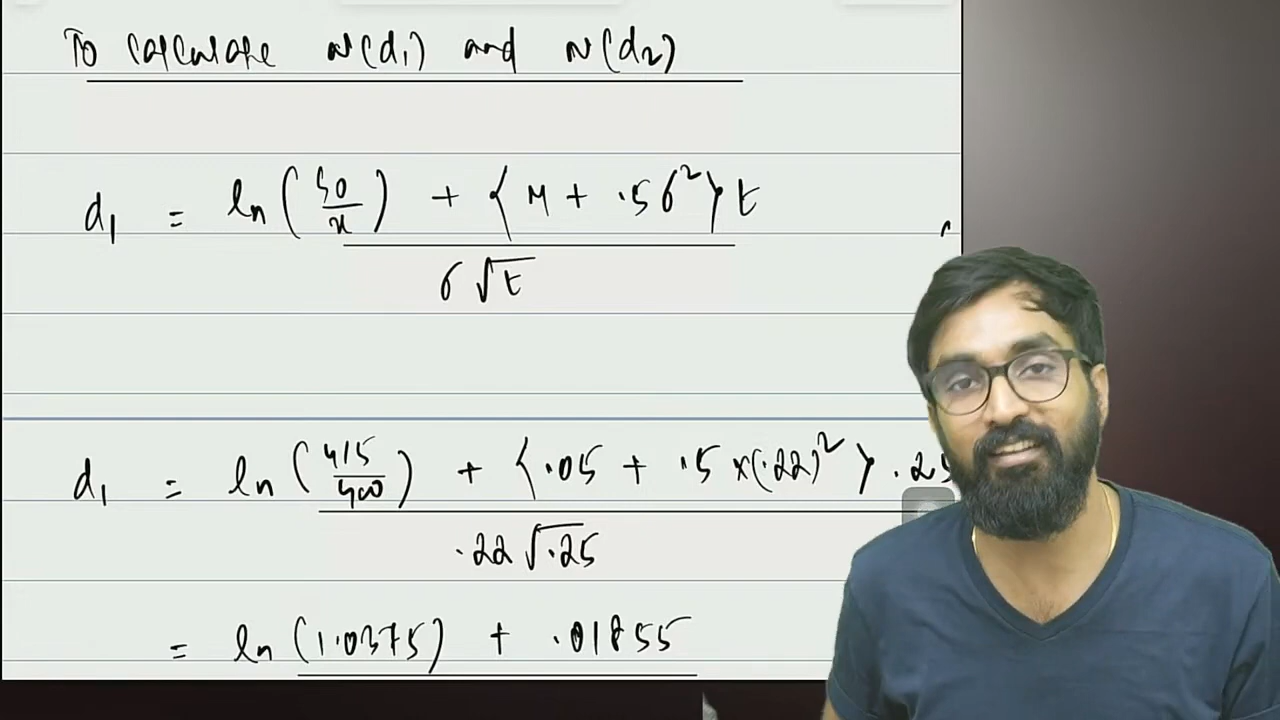 To calculate N(d1) and N(d2)
d1 = ln(S0/x) + {r + .5σ²} t
σ√t
d1 = ln(415/400) + {.05 + .5×(.22)²} .25
.22√.25
= ln(1.0375) + .01855